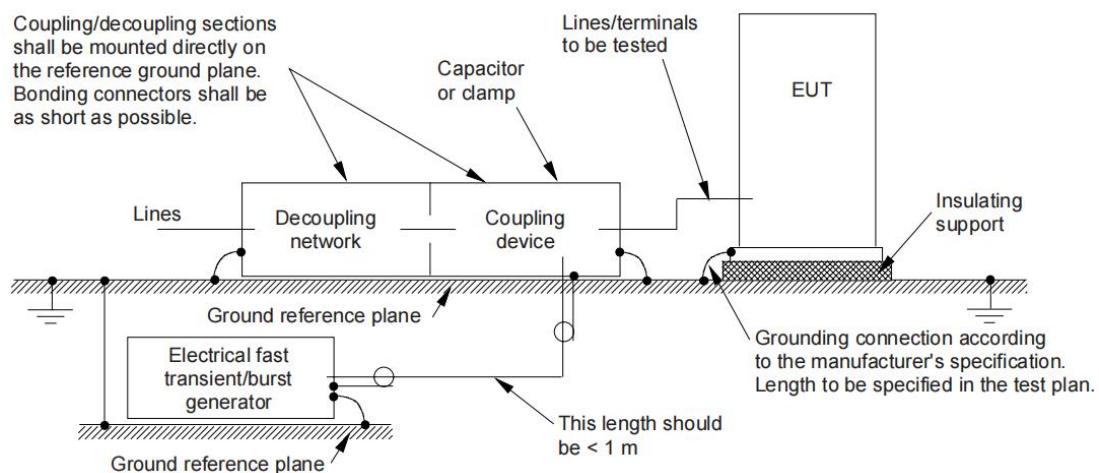 Coupling/decoupling sections
shall be mounted directly on
the reference ground plane.
Bonding connectors shall be
as short as possible.
Capacitor
or clamp
Lines/terminals
to be tested
EUT
Lines
Decoupling
network
Coupling
device
Insulating
support
Ground reference plane
Electrical fast
transient/burst
generator
Grounding connection according
to the manufacturer's specification.
Length to be specified in the test plan.
This length should
be < 1 m
Ground reference plane